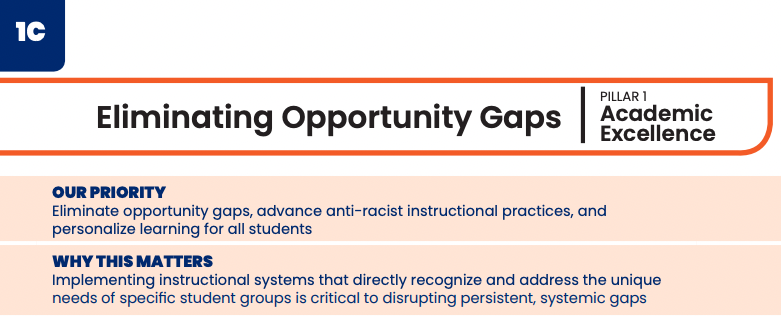 1C
Eliminating Opportunity Gaps
PILLAR 1
Academic
Excellence
OUR PRIORITY
Eliminate opportunity gaps, advance anti-racist instructional practices, and
personalize learning for all students
WHY THIS MATTERS
Implementing instructional systems that directly recognize and address the unique
needs of specific student groups is critical to disrupting persistent, systemic gaps